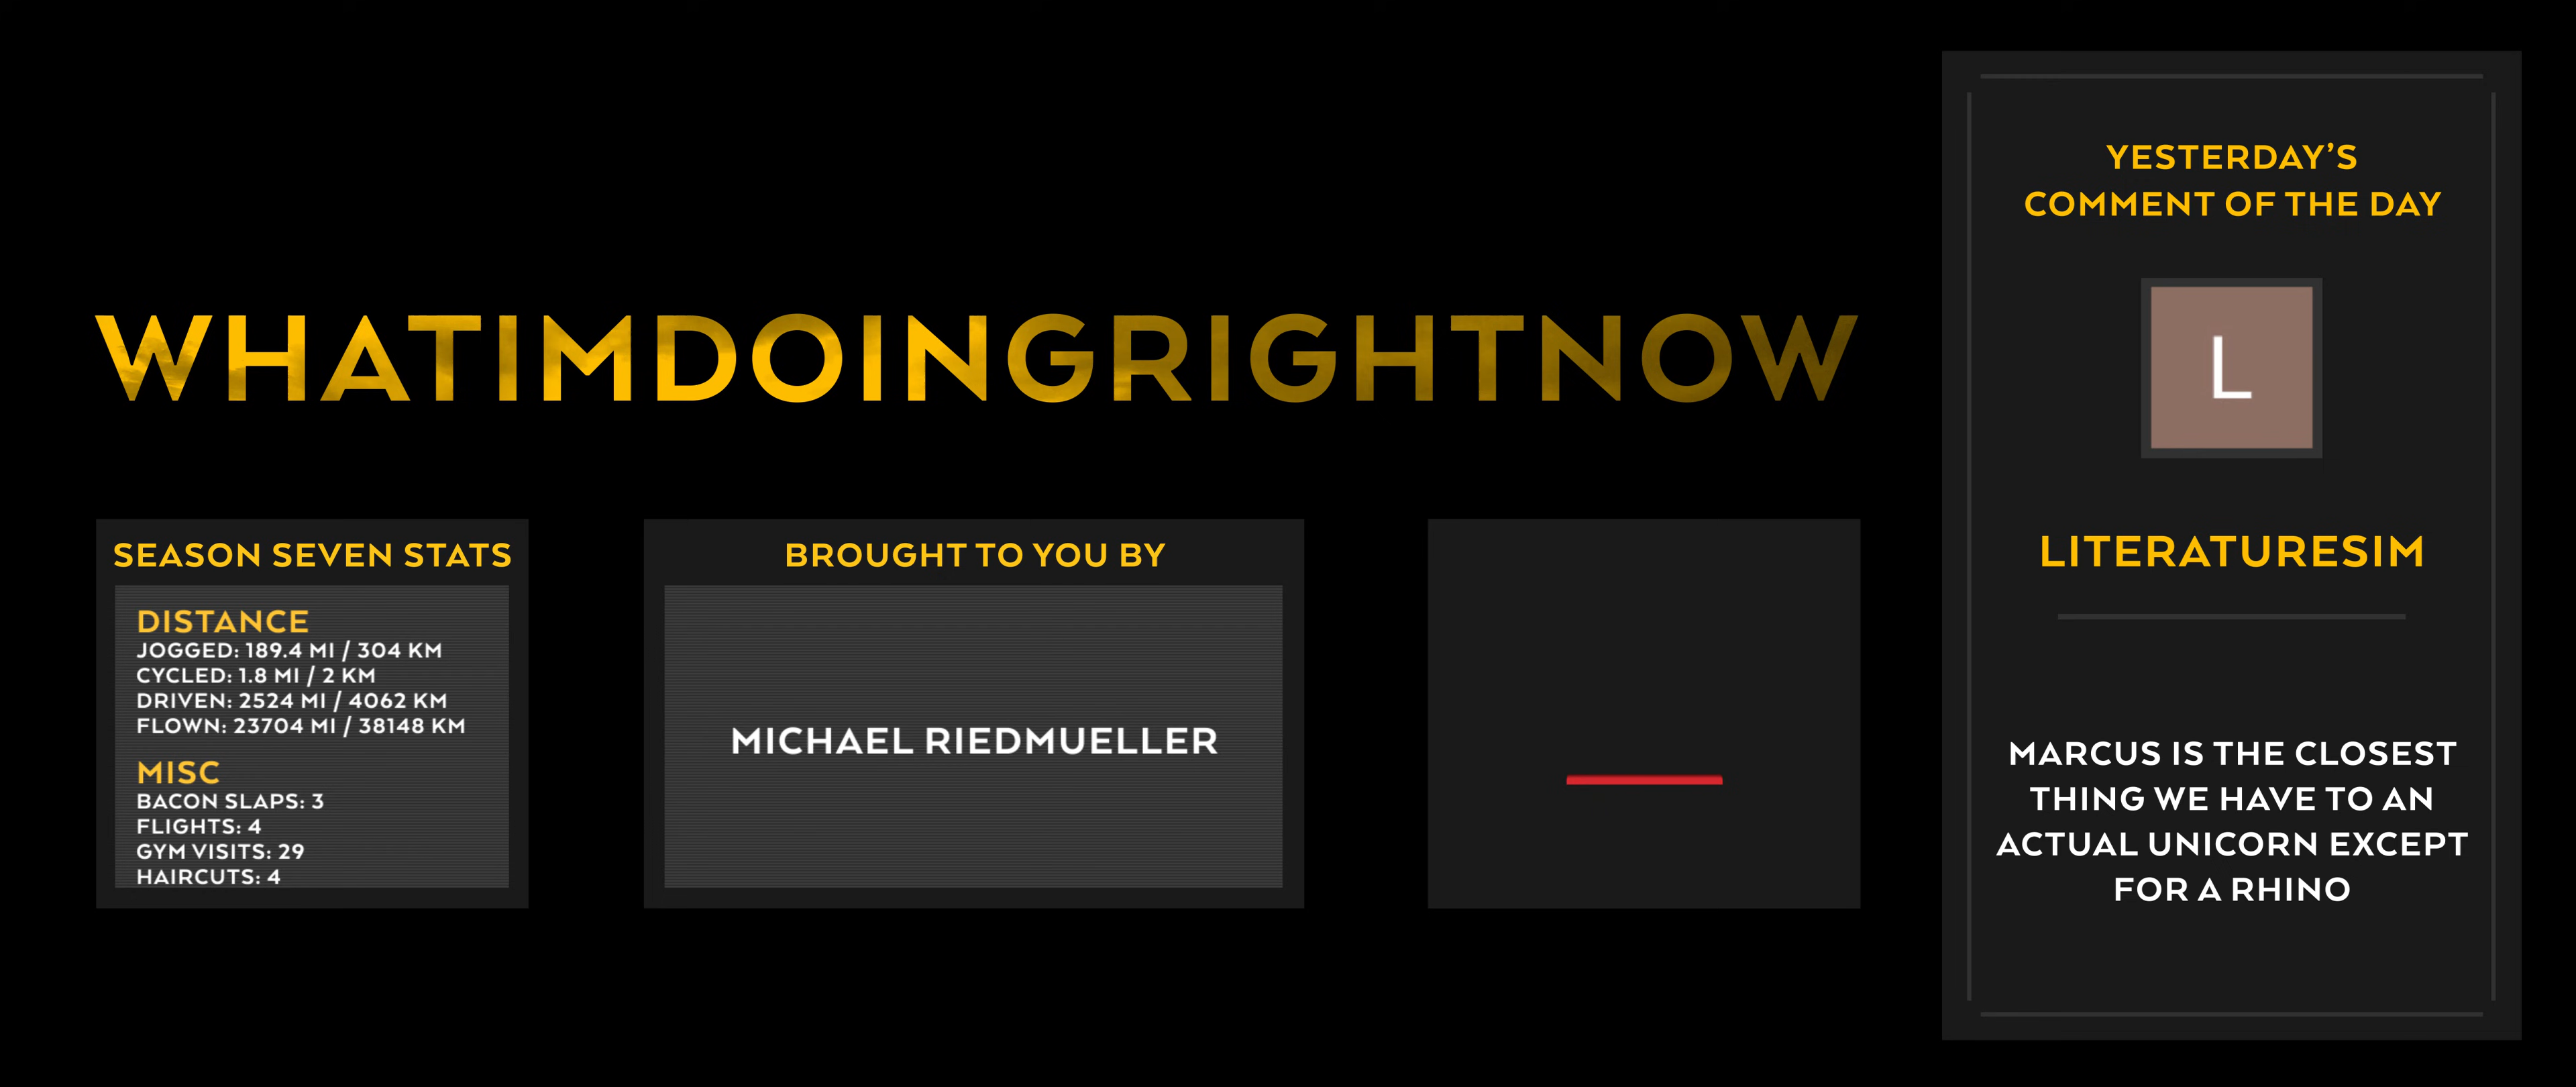 WHATIMDOINGRIGHTNOW
SEASON SEVEN STATS
DISTANCE
JOGGED: 189.4 MI / 304 KM
CYCLED: 1.8 MI / 2 KM
DRIVEN: 2524 MI / 4062 KM
FLOWN: 23704 MI / 38148 KM
MISC
BACON SLAPS: 3
FLIGHTS: 4
GYM VISITS: 29
HAIRCUTS: 4
BROUGHT TO YOU BY
MICHAEL RIEDMUELLER
YESTERDAY’S
COMMENT OF THE DAY
L
LITERATURESIM
MARCUS IS THE CLOSEST
THING WE HAVE TO AN
ACTUAL UNICORN EXCEPT
FOR A RHINO